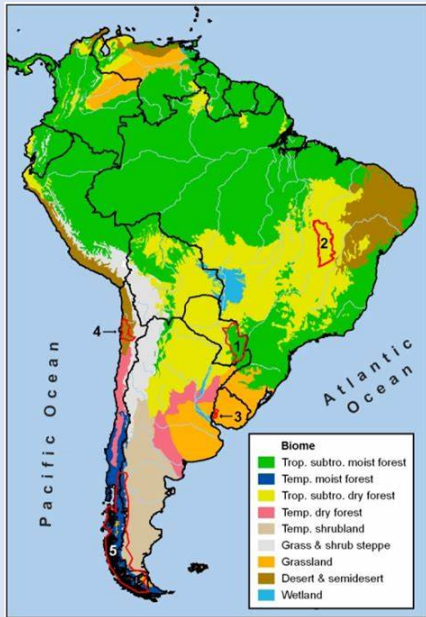 2
1
4
3
Pacific Ocean
Atlantic
Ocean
5
Biome
Trop. subtro. moist forest
Temp. moist forest
Trop. subtro. dry forest
Temp. dry forest
Temp. shrubland
Grass & shrub steppe
Grassland
Desert & semidesert
Wetland